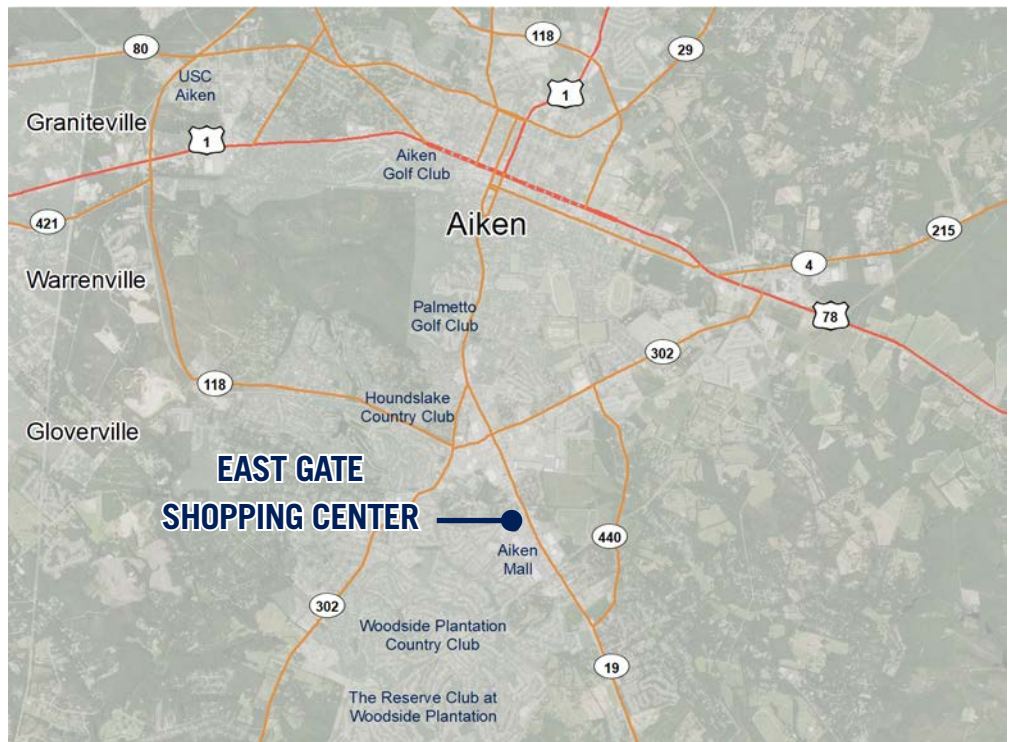 118
80
29
USC
Aiken
1
Graniteville
1
Aiken
Golf Club
421
Aiken
215
4
Warrenville
Palmetto
Golf Club
78
302
118
Houndslake
Country Club
Gloverville
EAST GATE
SHOPPING CENTER
440
Aiken
Mall
302
Woodside Plantation
Country Club
19
The Reserve Club at
Woodside Plantation